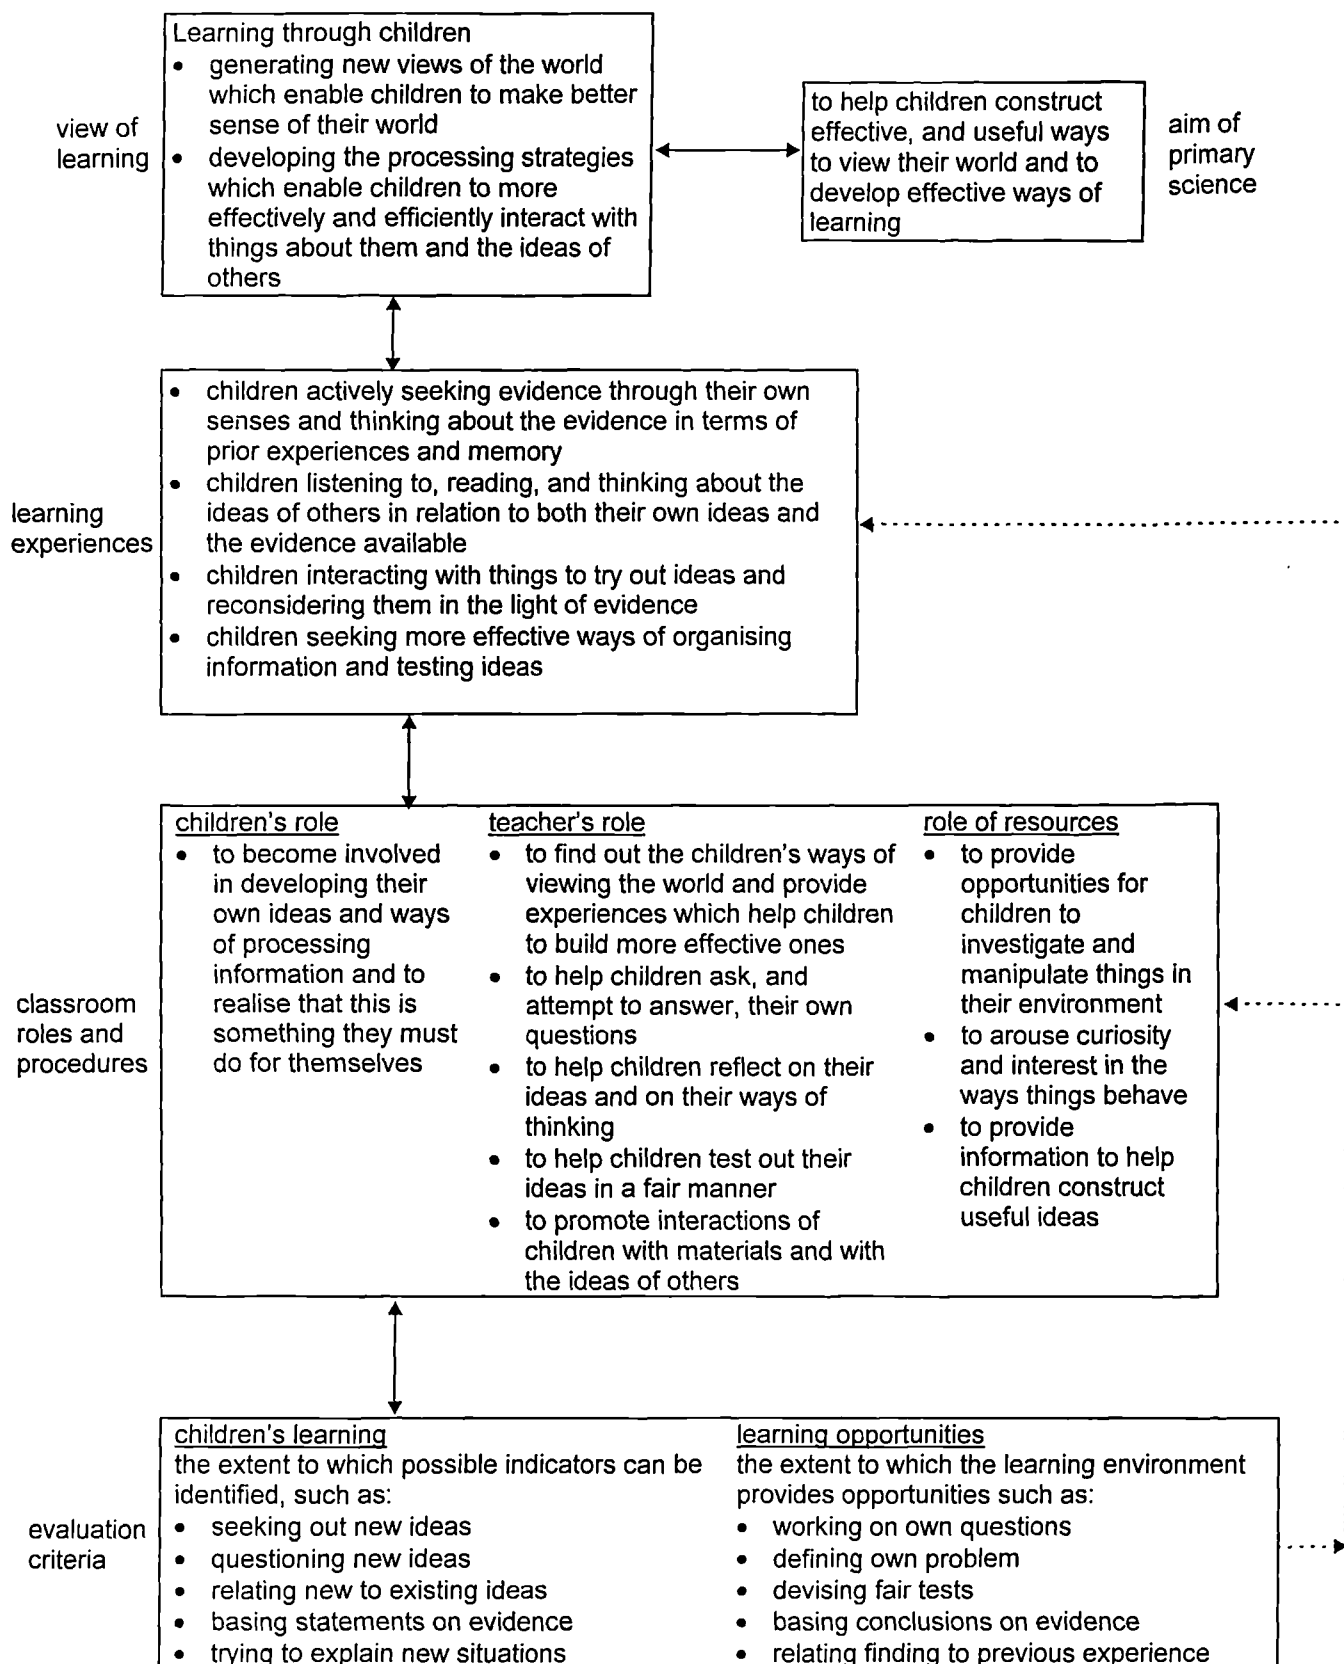 Learning through children
• generating new views of the world
which enable children to make better
sense of their world
• developing the processing strategies
which enable children to more
effectively and efficiently interact with
things about them and the ideas of
others
view of
learning
to help children construct
effective, and useful ways
to view their world and to
develop effective ways of
learning
aim of
primary
science
learning
experiences
• children actively seeking evidence through their own
senses and thinking about the evidence in terms of
prior experiences and memory
• children listening to, reading, and thinking about the
ideas of others in relation to both their own ideas and
the evidence available
• children interacting with things to try out ideas and
reconsidering them in the light of evidence
• children seeking more effective ways of organising
information and testing ideas
classroom
roles and
procedures
children's role
• to become involved
in developing their
own ideas and ways
of processing
information and to
realise that this is
something they must
do for themselves
teacher's role
• to find out the children's ways of
viewing the world and provide
experiences which help children
to build more effective ones
• to help children ask, and
attempt to answer, their own
questions
• to help children reflect on their
ideas and on their ways of
thinking
• to help children test out their
ideas in a fair manner
• to promote interactions of
children with materials and with
the ideas of others
role of resources
• to provide
opportunities for
children to
investigate and
manipulate things in
their environment
• to arouse curiosity
and interest in the
ways things behave
• to provide
information to help
children construct
useful ideas
evaluation
criteria
children's learning
the extent to which possible indicators can be
identified, such as:
• seeking out new ideas
• questioning new ideas
• relating new to existing ideas
• basing statements on evidence
• trying to explain new situations
learning opportunities
the extent to which the learning environment
provides opportunities such as:
• working on own questions
• defining own problem
• devising fair tests
• basing conclusions on evidence
• relating finding to previous experience